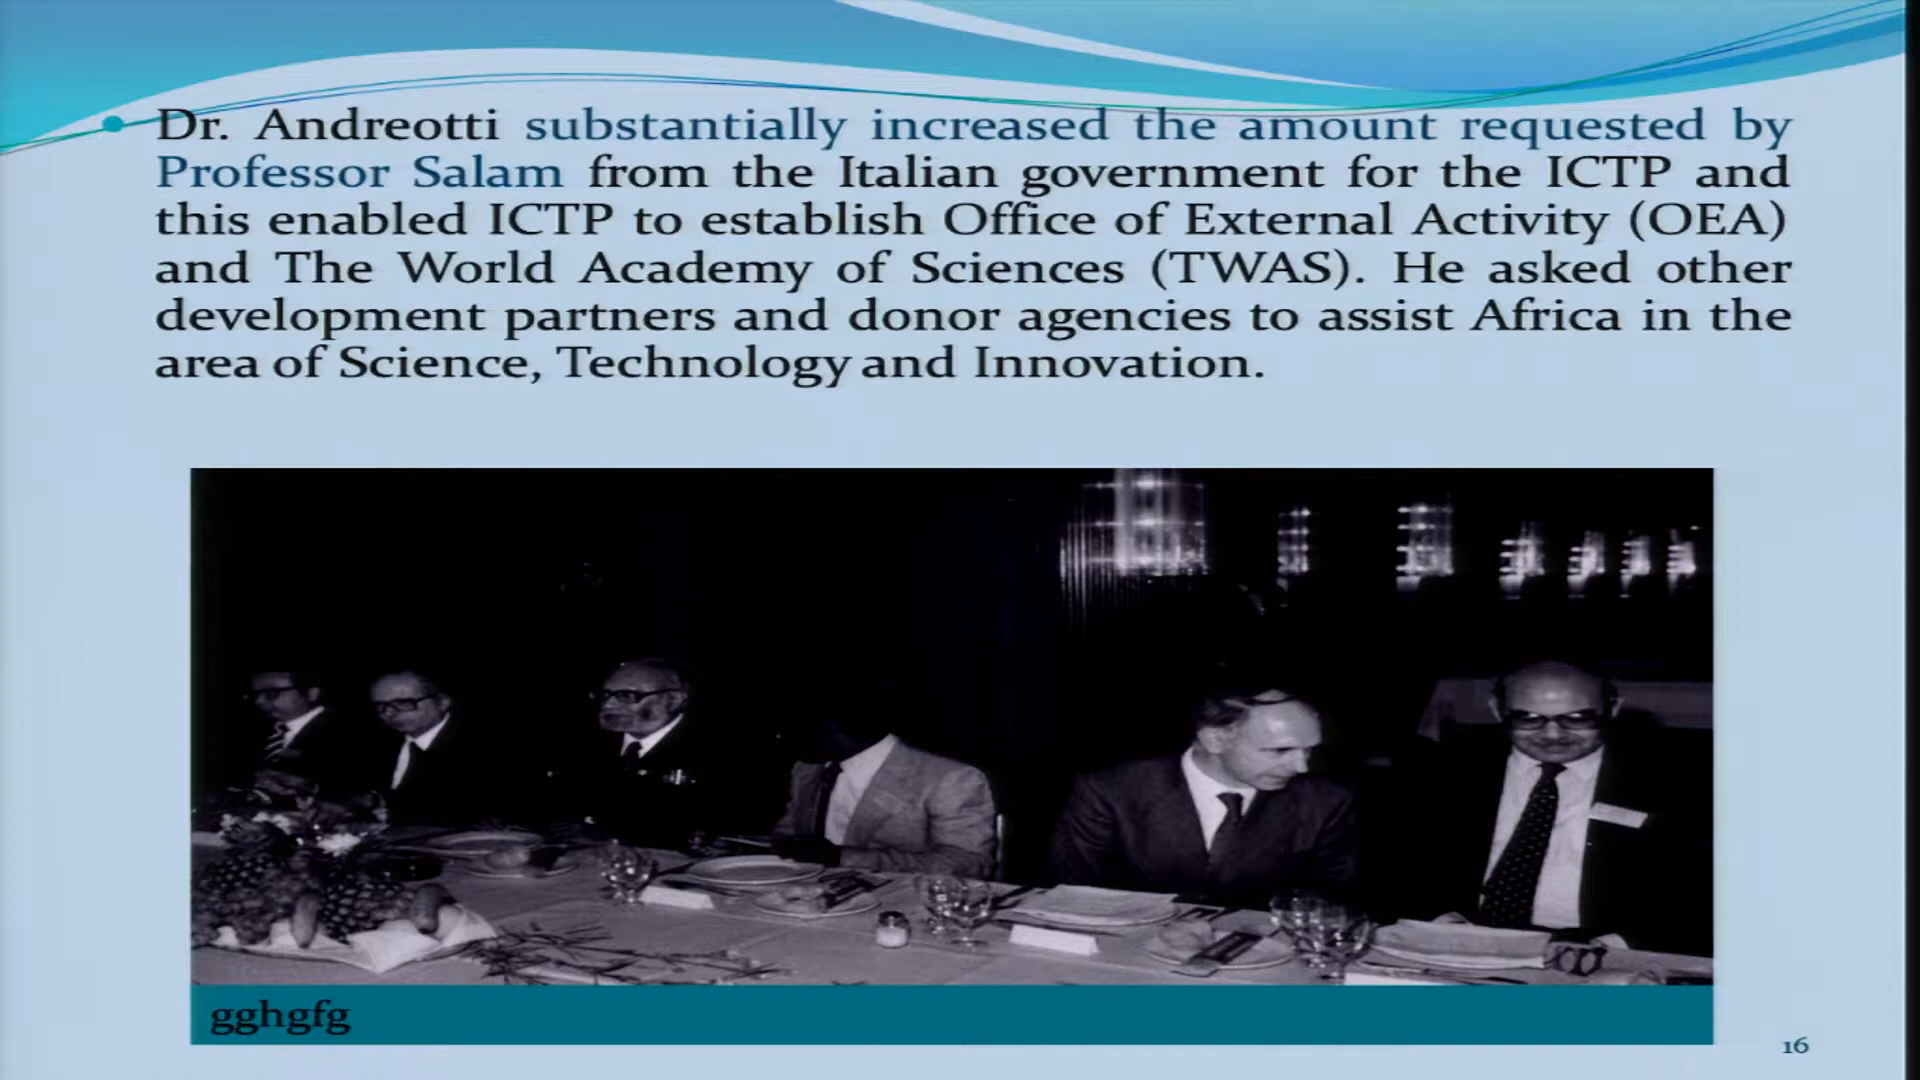 Dr. Andreotti substantially increased the amount requested by
Professor Salam from the Italian government for the ICTP and
this enabled ICTP to establish Office of External Activity (OEA)
and The World Academy of Sciences (TWAS). He asked other
development partners and donor agencies to assist Africa in the
area of Science, Technology and Innovation.
gghgfg
16